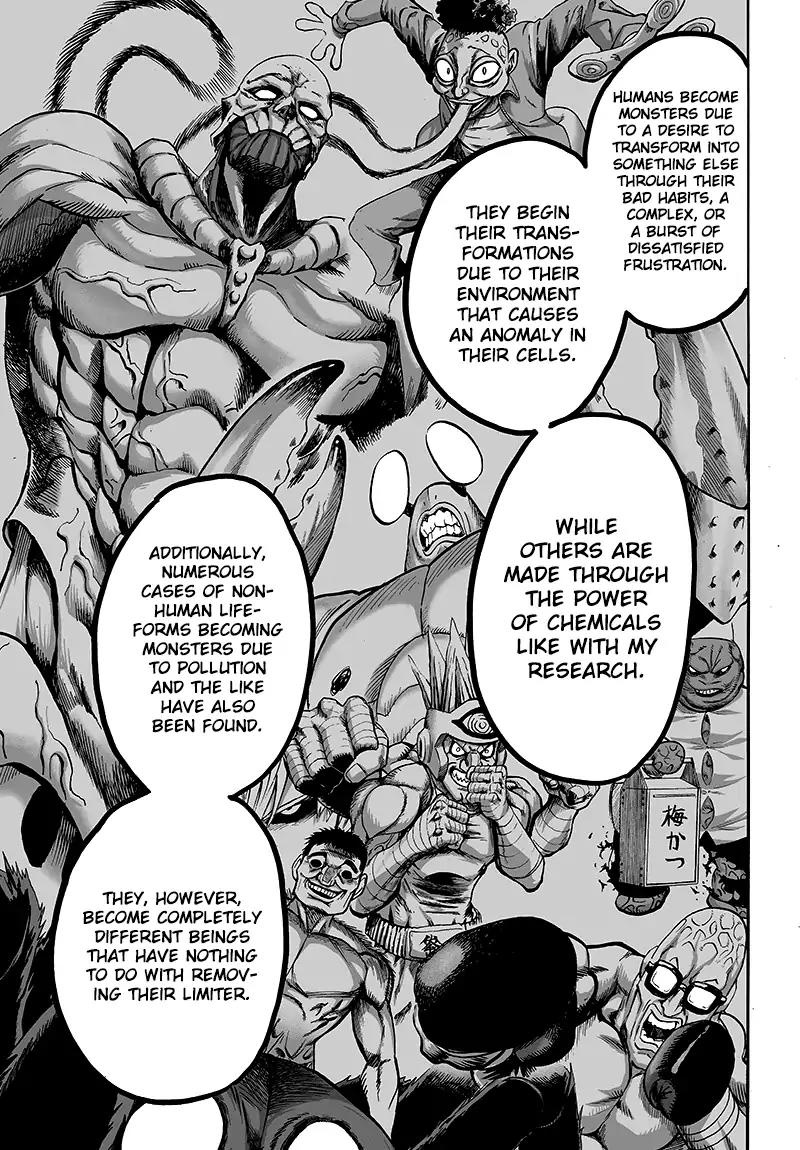 HUMANS BECOME
MONSTERS DUE
TO A DESIRE TO
TRANSFORM INTO
SOMETHING ELSE
THROUGH THEIR
BAD HABITS, A
COMPLEX, OR
A BURST OF
DISSATISFIED
FRUSTRATION.
THEY BEGIN
THEIR TRANS-
FORMATIONS
DUE TO THEIR
ENVIRONMENT
THAT CAUSES
AN ANOMALY IN
THEIR CELLS.
WHILE
OTHERS ARE
MADE THROUGH
THE POWER
OF CHEMICALS
LIKE WITH MY
RESEARCH.
ADDITIONALLY,
NUMEROUS
CASES OF NON-
HUMAN LIFE-
FORMS BECOMING
MONSTERS DUE
TO POLLUTION
AND THE LIKE
HAVE ALSO
BEEN FOUND.
THEY, HOWEVER,
BECOME COMPLETELY
DIFFERENT BEINGS
THAT HAVE NOTHING
TO DO WITH REMOV-
ING THEIR LIMITER.
梅かつ